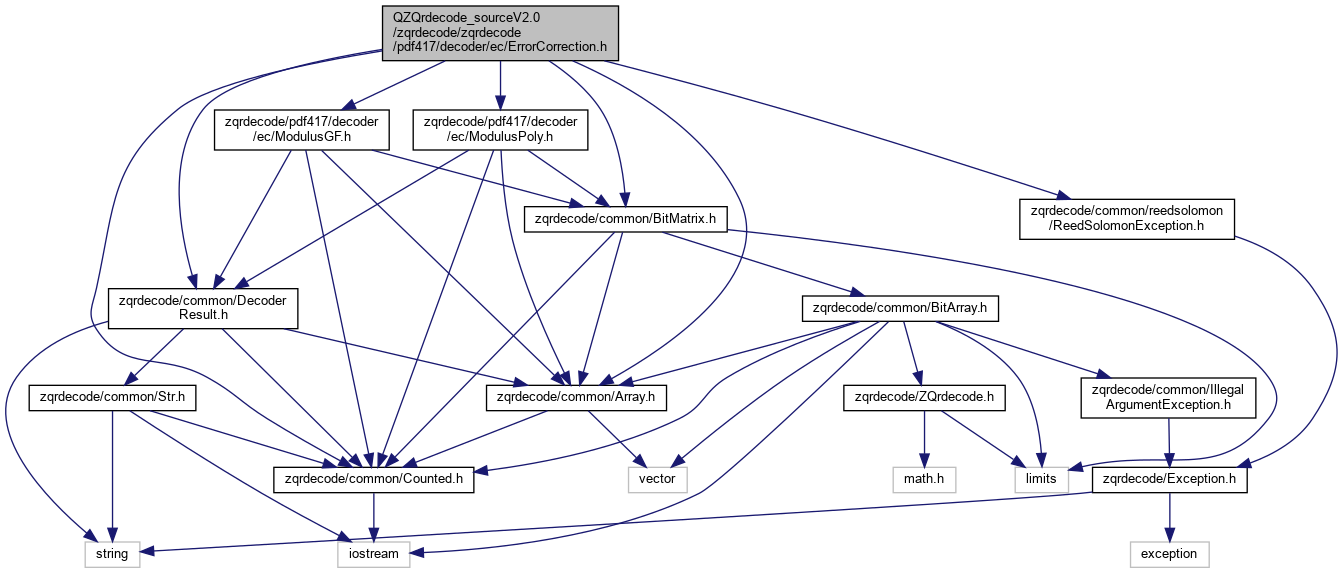 QZQrdecode_sourceV2.0
/zqrdecode/zqrdecode
/pdf417/decoder/ec/ErrorCorrection.h
zqrdecode/pdf417/decoder
/ec/ModulusGF.h
zqrdecode/pdf417/decoder
/ec/ModulusPoly.h
zqrdecode/common/BitMatrix.h
zqrdecode/common/reedsolomon
/ReedSolomonException.h
zqrdecode/common/Decoder
Result.h
zqrdecode/common/BitArray.h
zqrdecode/common/Str.h
zqrdecode/common/Array.h
zqrdecode/ZQrdecode.h
zqrdecode/common/Illegal
ArgumentException.h
zqrdecode/common/Counted.h
vector
math.h
limits
zqrdecode/Exception.h
string
iostream
exception